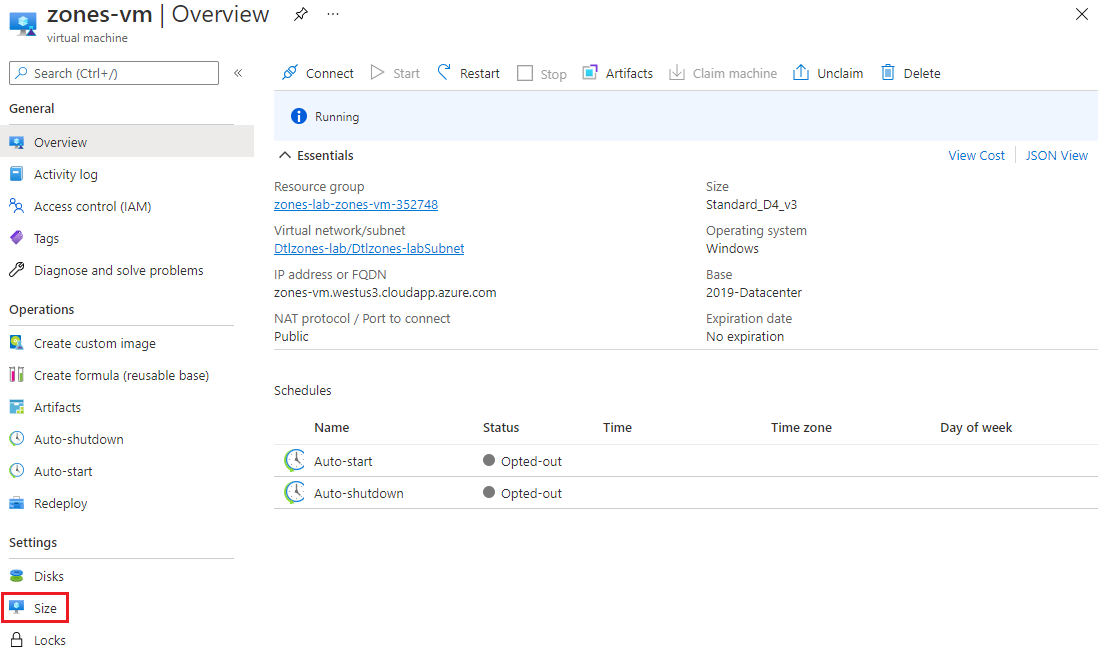 zones-vm | Overview
...
virtual machine
Search (Ctrl+/)
«
General
Overview
Activity log
Access control (IAM)
Tags
Diagnose and solve problems
Operations
Create custom image
Create formula (reusable base)
Artifacts
Auto-shutdown
Auto-start
Redeploy
Settings
Disks
Size
Locks
Connect Start Restart Stop Artifacts Claim machine Unclaim Delete
Running
Essentials
View Cost JSON View
Resource group
zones-lab-zones-vm-352748
Virtual network/subnet
Dtlzones-lab/Dtlzones-labSubnet
IP address or FQDN
zones-vm.westus3.cloudapp.azure.com
NAT protocol / Port to connect
Public
Size
Standard_D4_v3
Operating system
Windows
Base
2019-Datacenter
Expiration date
No expiration
Schedules
Name Status Time Time zone Day of week
Auto-start Opted-out
Auto-shutdown Opted-out